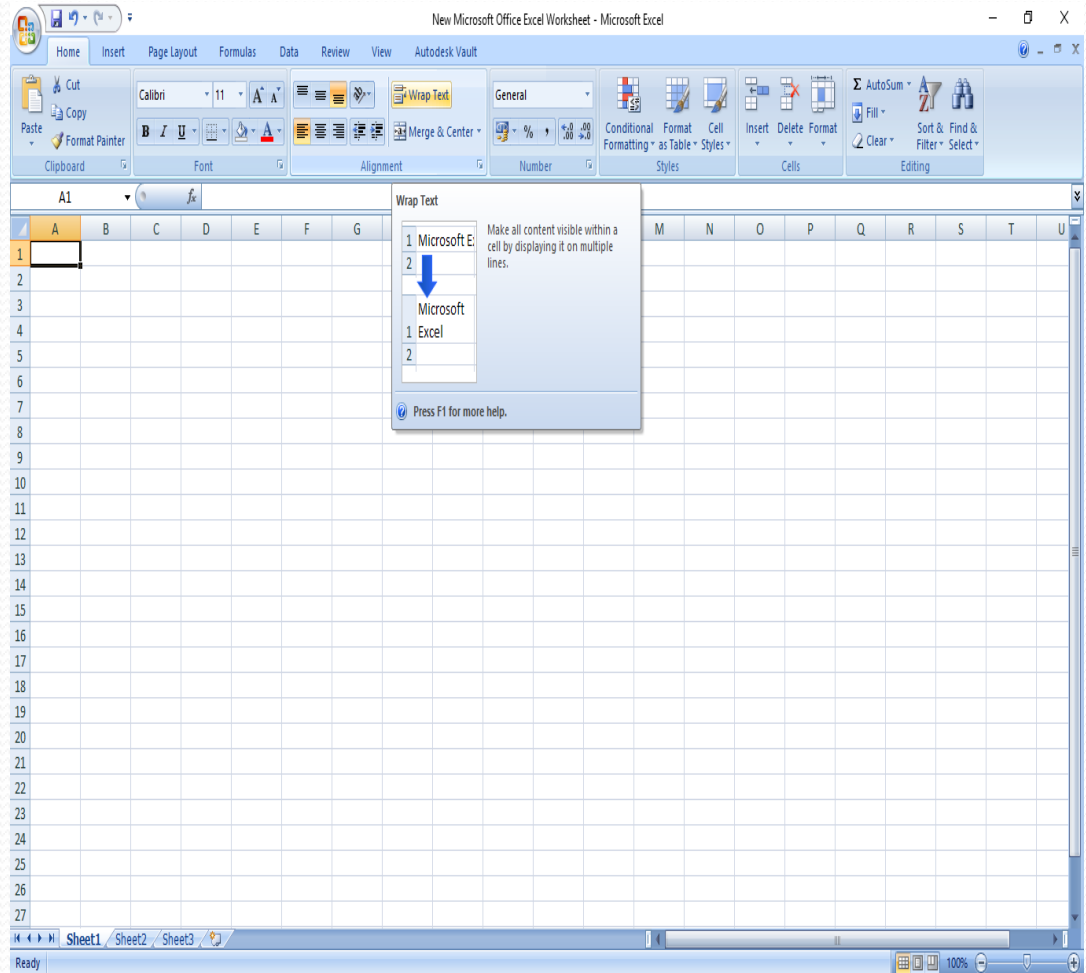 New Microsoft Office Excel Worksheet - Microsoft Excel
Home Insert Page Layout Formulas Data Review View Autodesk Vault
Paste
Cut
Copy
Format Painter
Clipboard
Calibri 11 A A
B I U A
Font
Wrap Text
Merge & Center
Alignment
General
% , .0 .00 .00 .0
Number
Conditional Formatting
Format as Table
Cell Styles
Styles
Insert Delete Format
Cells
Σ AutoSum
Fill
Clear
Sort & Filter
Find & Select
Editing
A1 fx
A B C D E F G M N O P Q R S T U
Wrap Text
1 Microsoft E
2
Microsoft
1 Excel
2
Make all content visible within a
cell by displaying it on multiple
lines.
Press F1 for more help.
1
2
3
4
5
6
7
8
9
10
11
12
13
14
15
16
17
18
19
20
21
22
23
24
25
26
27
Sheet1 Sheet2 Sheet3
Ready 100%